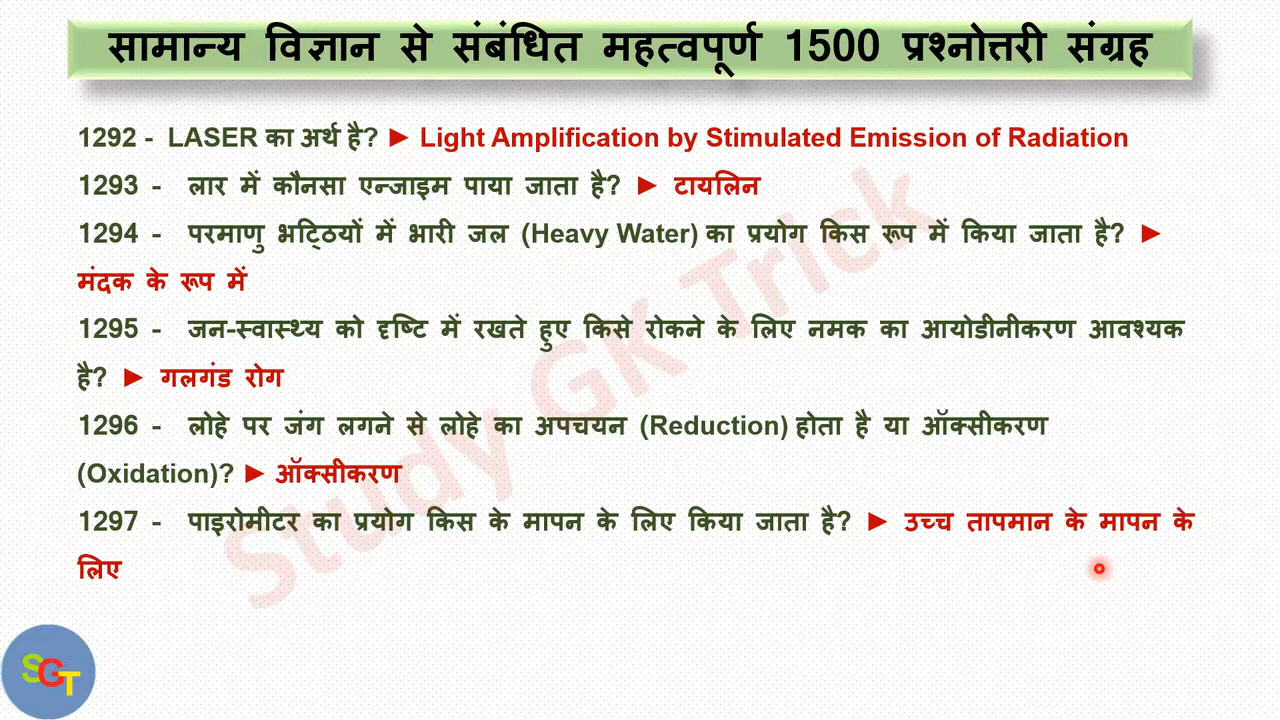 सामान्य विज्ञान से संबंधित महत्वपूर्ण 1500 प्रश्नोत्तरी संग्रह
1292 - LASER का अर्थ है? ► Light Amplification by Stimulated Emission of Radiation
1293 - लार में कौनसा एन्जाइम पाया जाता है? ► टायलिन
1294 - परमाणु भट्ठियों में भारी जल (Heavy Water) का प्रयोग किस रूप में किया जाता है? ►
मंदक के रूप में
1295 - जन-स्वास्थ्य को दृष्टि में रखते हुए किसे रोकने के लिए नमक का आयोडीनीकरण आवश्यक
है? ► गलगंड रोग
1296 - लोहे पर जंग लगने से लोहे का अपचयन (Reduction) होता है या ऑक्सीकरण
(Oxidation)? ► ऑक्सीकरण
1297 - पाइरोमीटर का प्रयोग किस के मापन के लिए किया जाता है? ► उच्च तापमान के मापन के
लिए
Study GK Trick
SGT